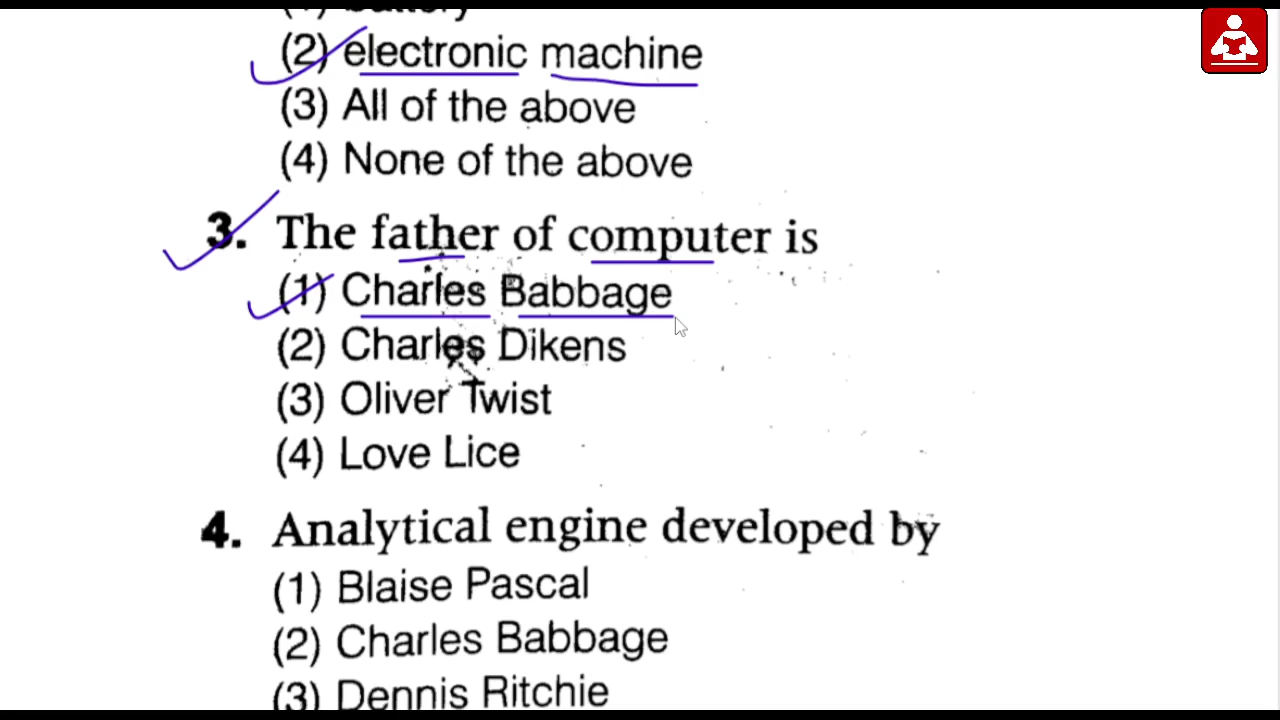 (2) electronic machine
(3) All of the above
(4) None of the above
3. The father of computer is
(1) Charles Babbage
(2) Charles Dikens
(3) Oliver Twist
(4) Love Lice
4. Analytical engine developed by
(1) Blaise Pascal
(2) Charles Babbage
(3) Dennis Ritchie